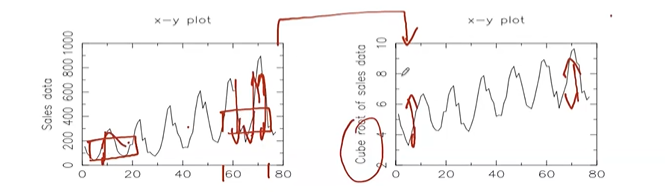 x-y plot
Sales data
0 200 400 600 800 1000
0 20 40 60 80
x-y plot
Cube root of sales data
2 4 6 8 10
0 20 40 60 80